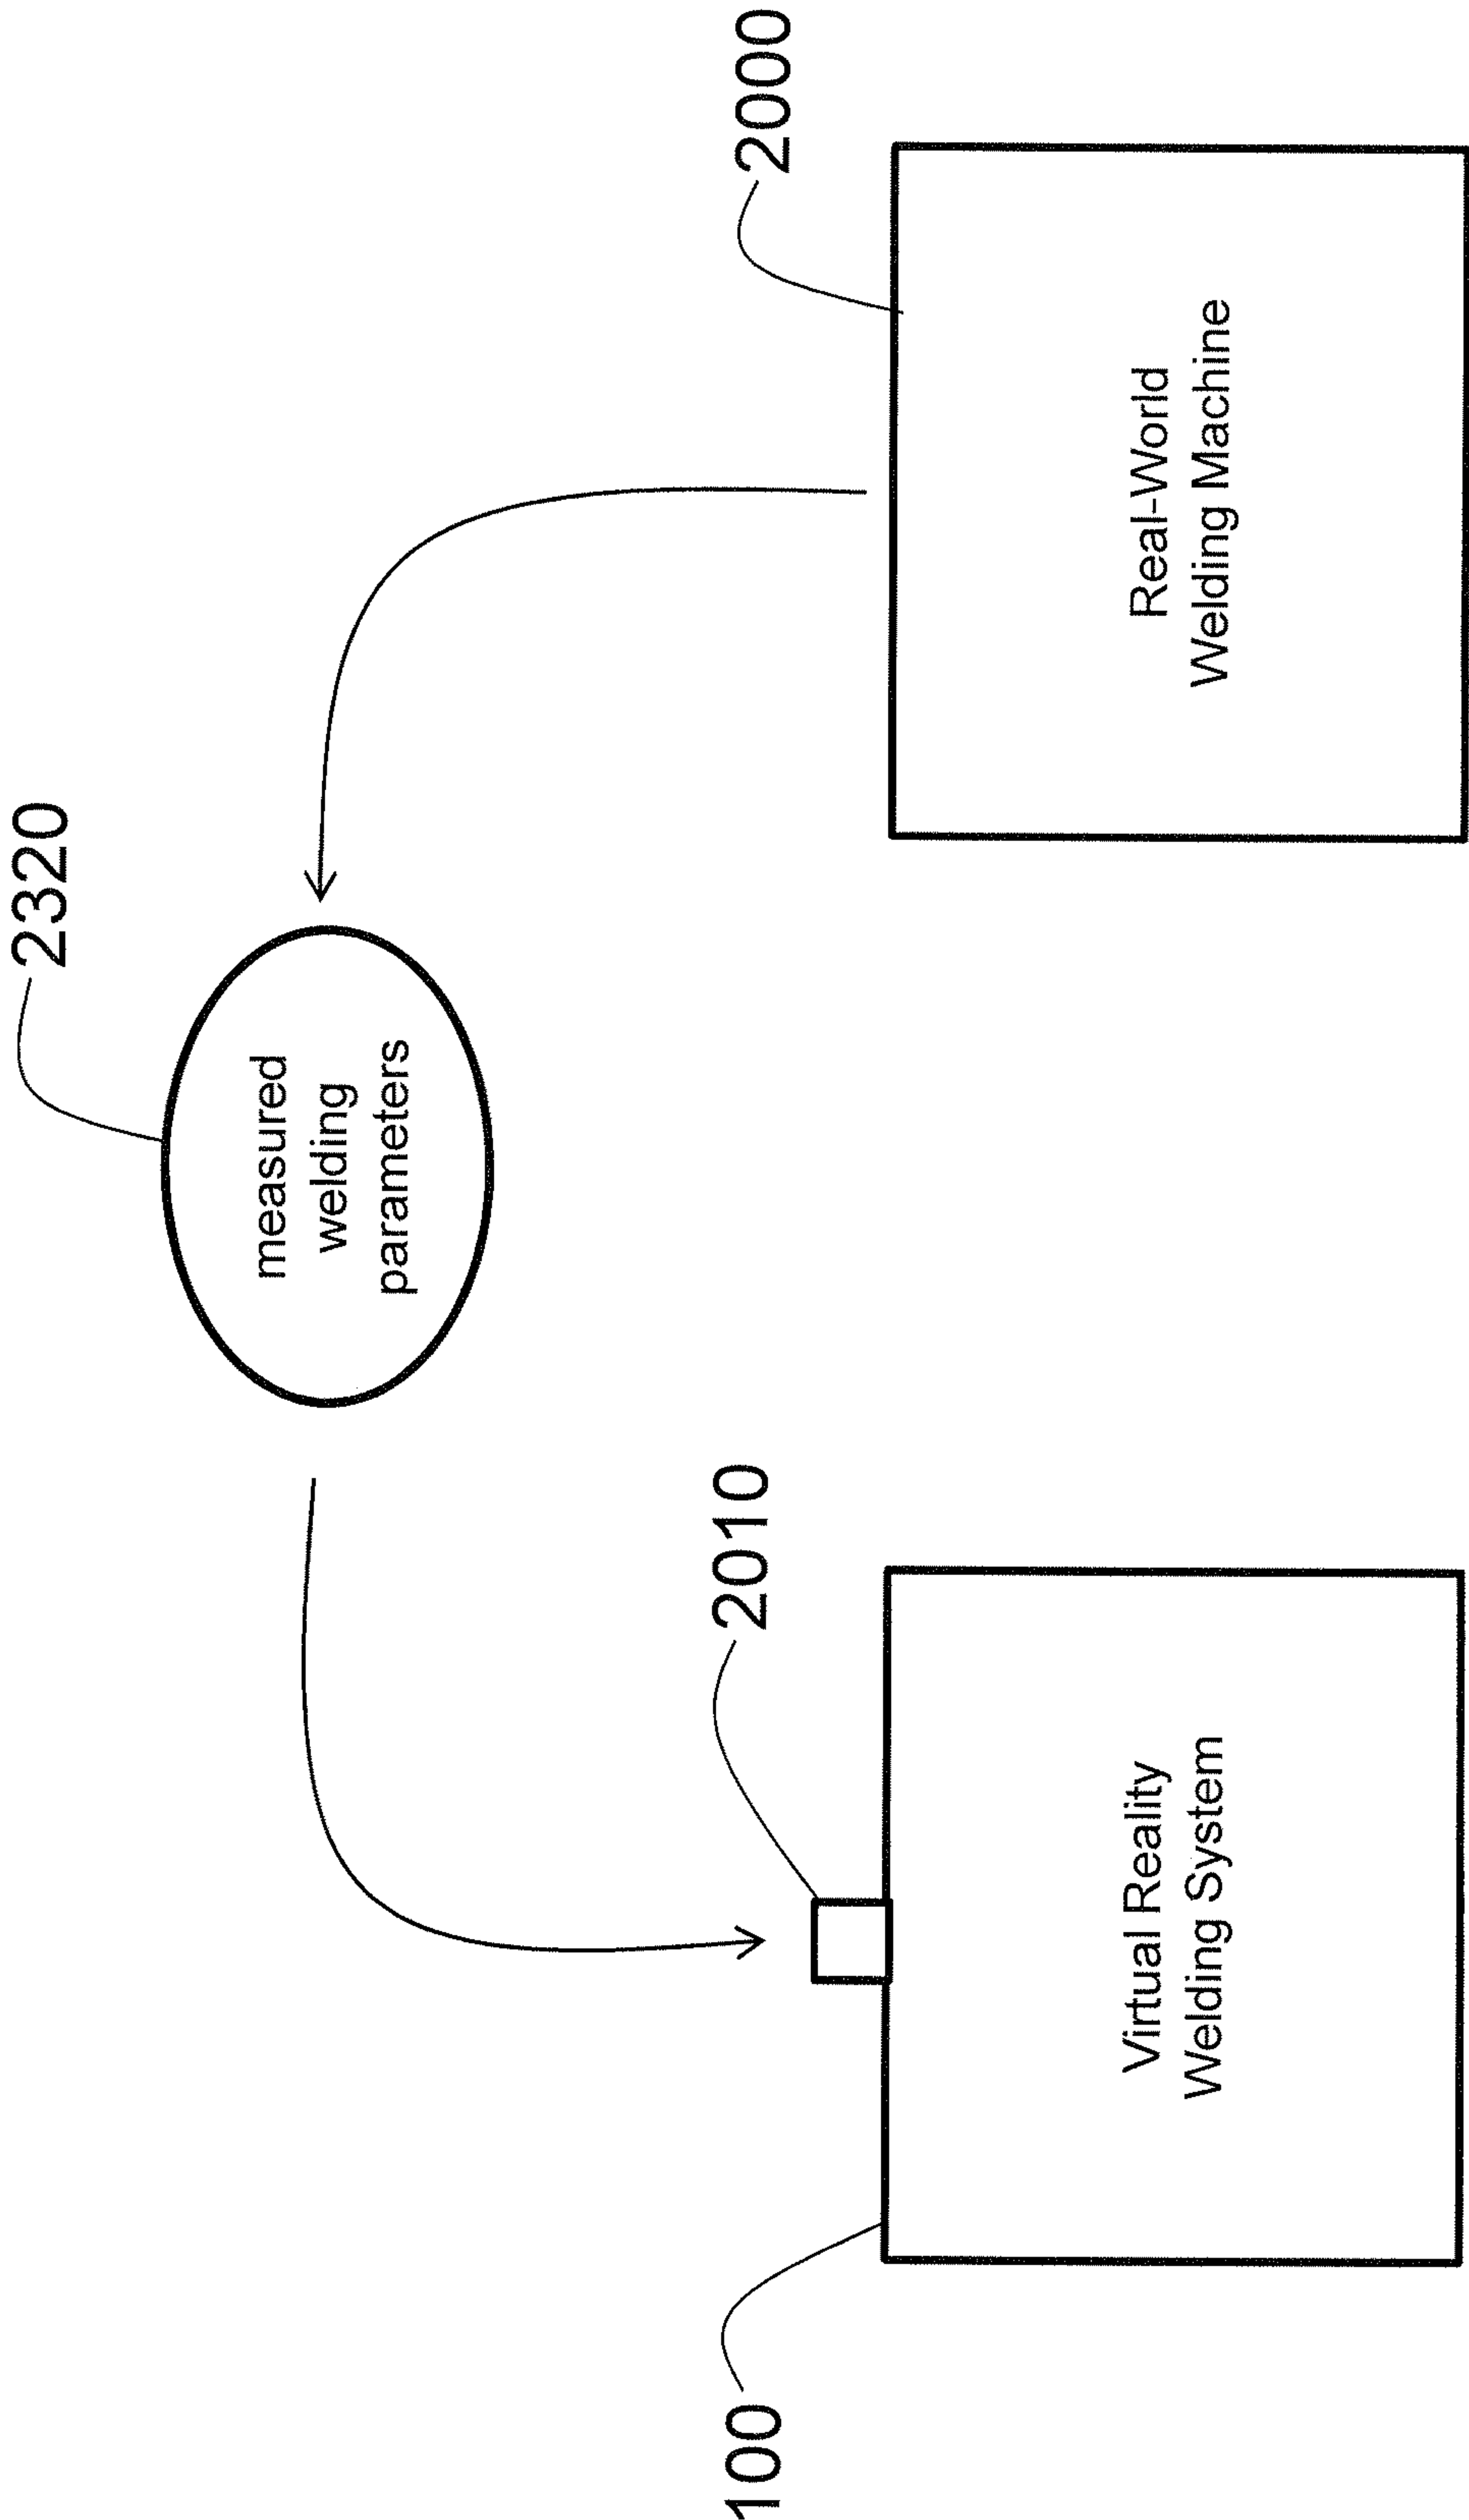 2320
measured
welding
parameters
2010
2000
100
Virtual Reality
Welding System
Real-World
Welding Machine